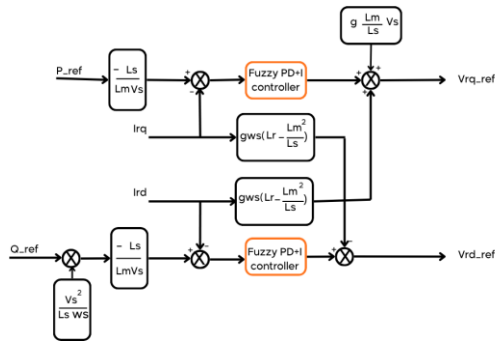 g Lm/Ls Vs
P_ref
- Ls/LmVs
+
-
Fuzzy PD+I
controller
+
+
+
Vrq_ref
Irq
gws(Lr - Lm²/Ls)
Ird
gws(Lr - Lm²/Ls)
Q_ref
- Ls/LmVs
+
-
Fuzzy PD+I
controller
+
-
Vrd_ref
Vs²/Ls ws